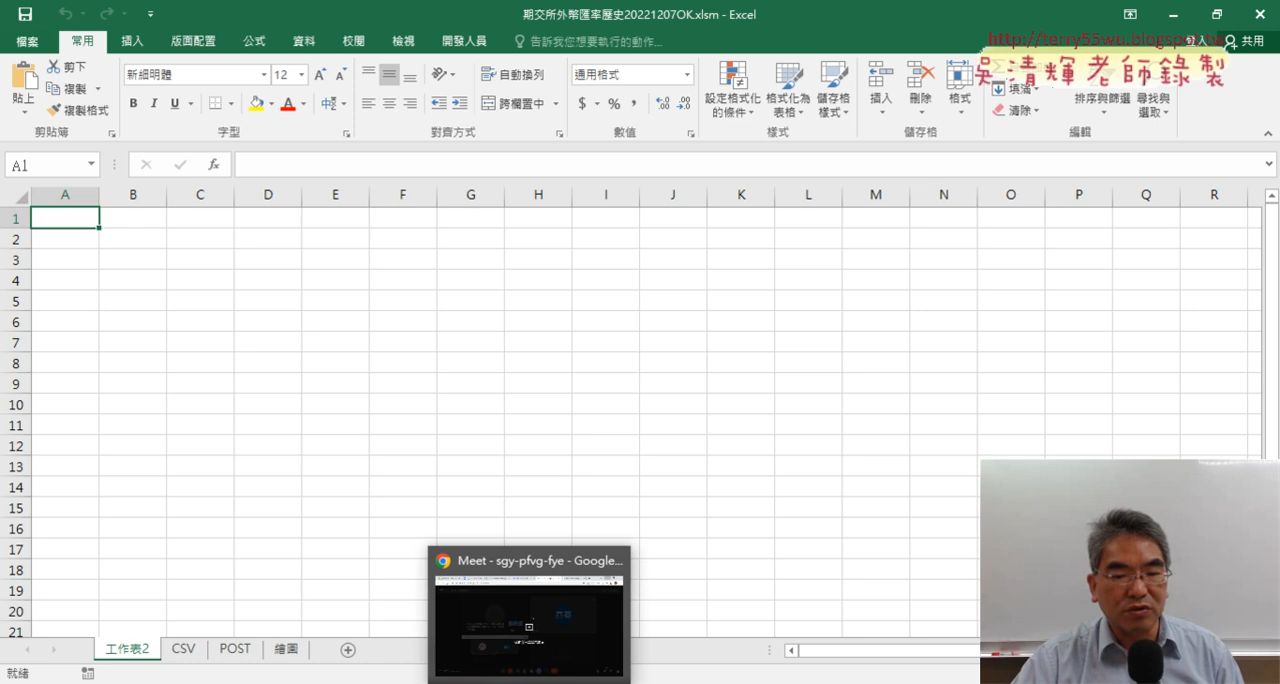 期交所外幣匯率歷史20221207OK.xlsm - Excel
檔案 常用 插入 版面配置 公式 資料 校閱 檢視 開發人員 告訴我您想要執行的動作... 登入 共用
http://terry55wu.blogspot.tw
吳清輝老師錄製
貼上 剪下 複製 複製格式 剪貼簿
新細明體 12 B I U 字型
自動換列 跨欄置中 對齊方式
通用格式 $ % , 數值
設定格式化的條件 格式化為表格 儲存格樣式 樣式
插入 刪除 格式 儲存格
填滿 清除 排序與篩選 尋找與選取 編輯
A1 fx
A B C D E F G H I J K L M N O P Q R
1
2
3
4
5
6
7
8
9
10
11
12
13
14
15
16
17
18
19
20
21
Meet - sgy-pfvg-fye - Google...
工作表2 CSV POST 繪圖
就緒